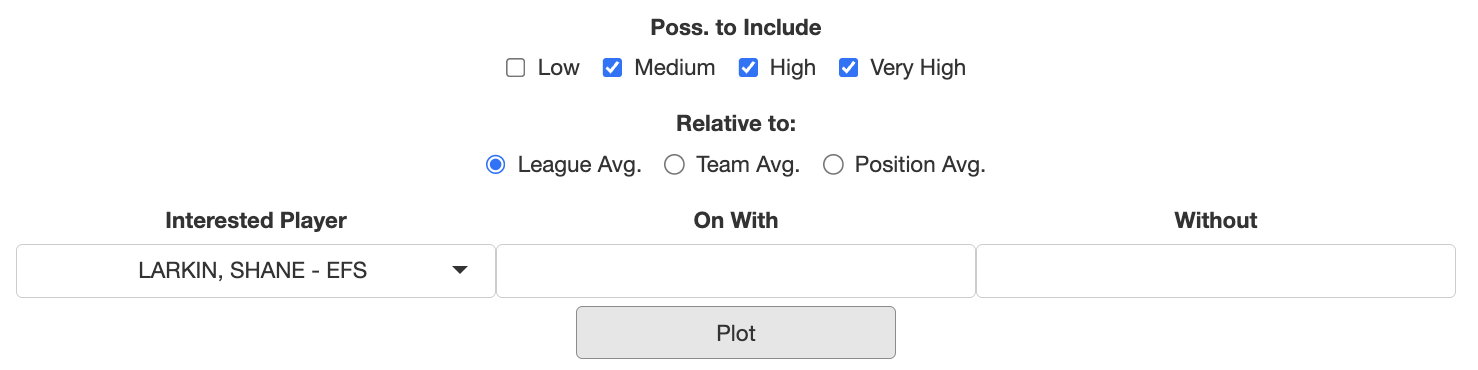 Poss. to Include
Low Medium High Very High
Relative to:
League Avg. Team Avg. Position Avg.
Interested Player On With Without
LARKIN, SHANE - EFS
Plot